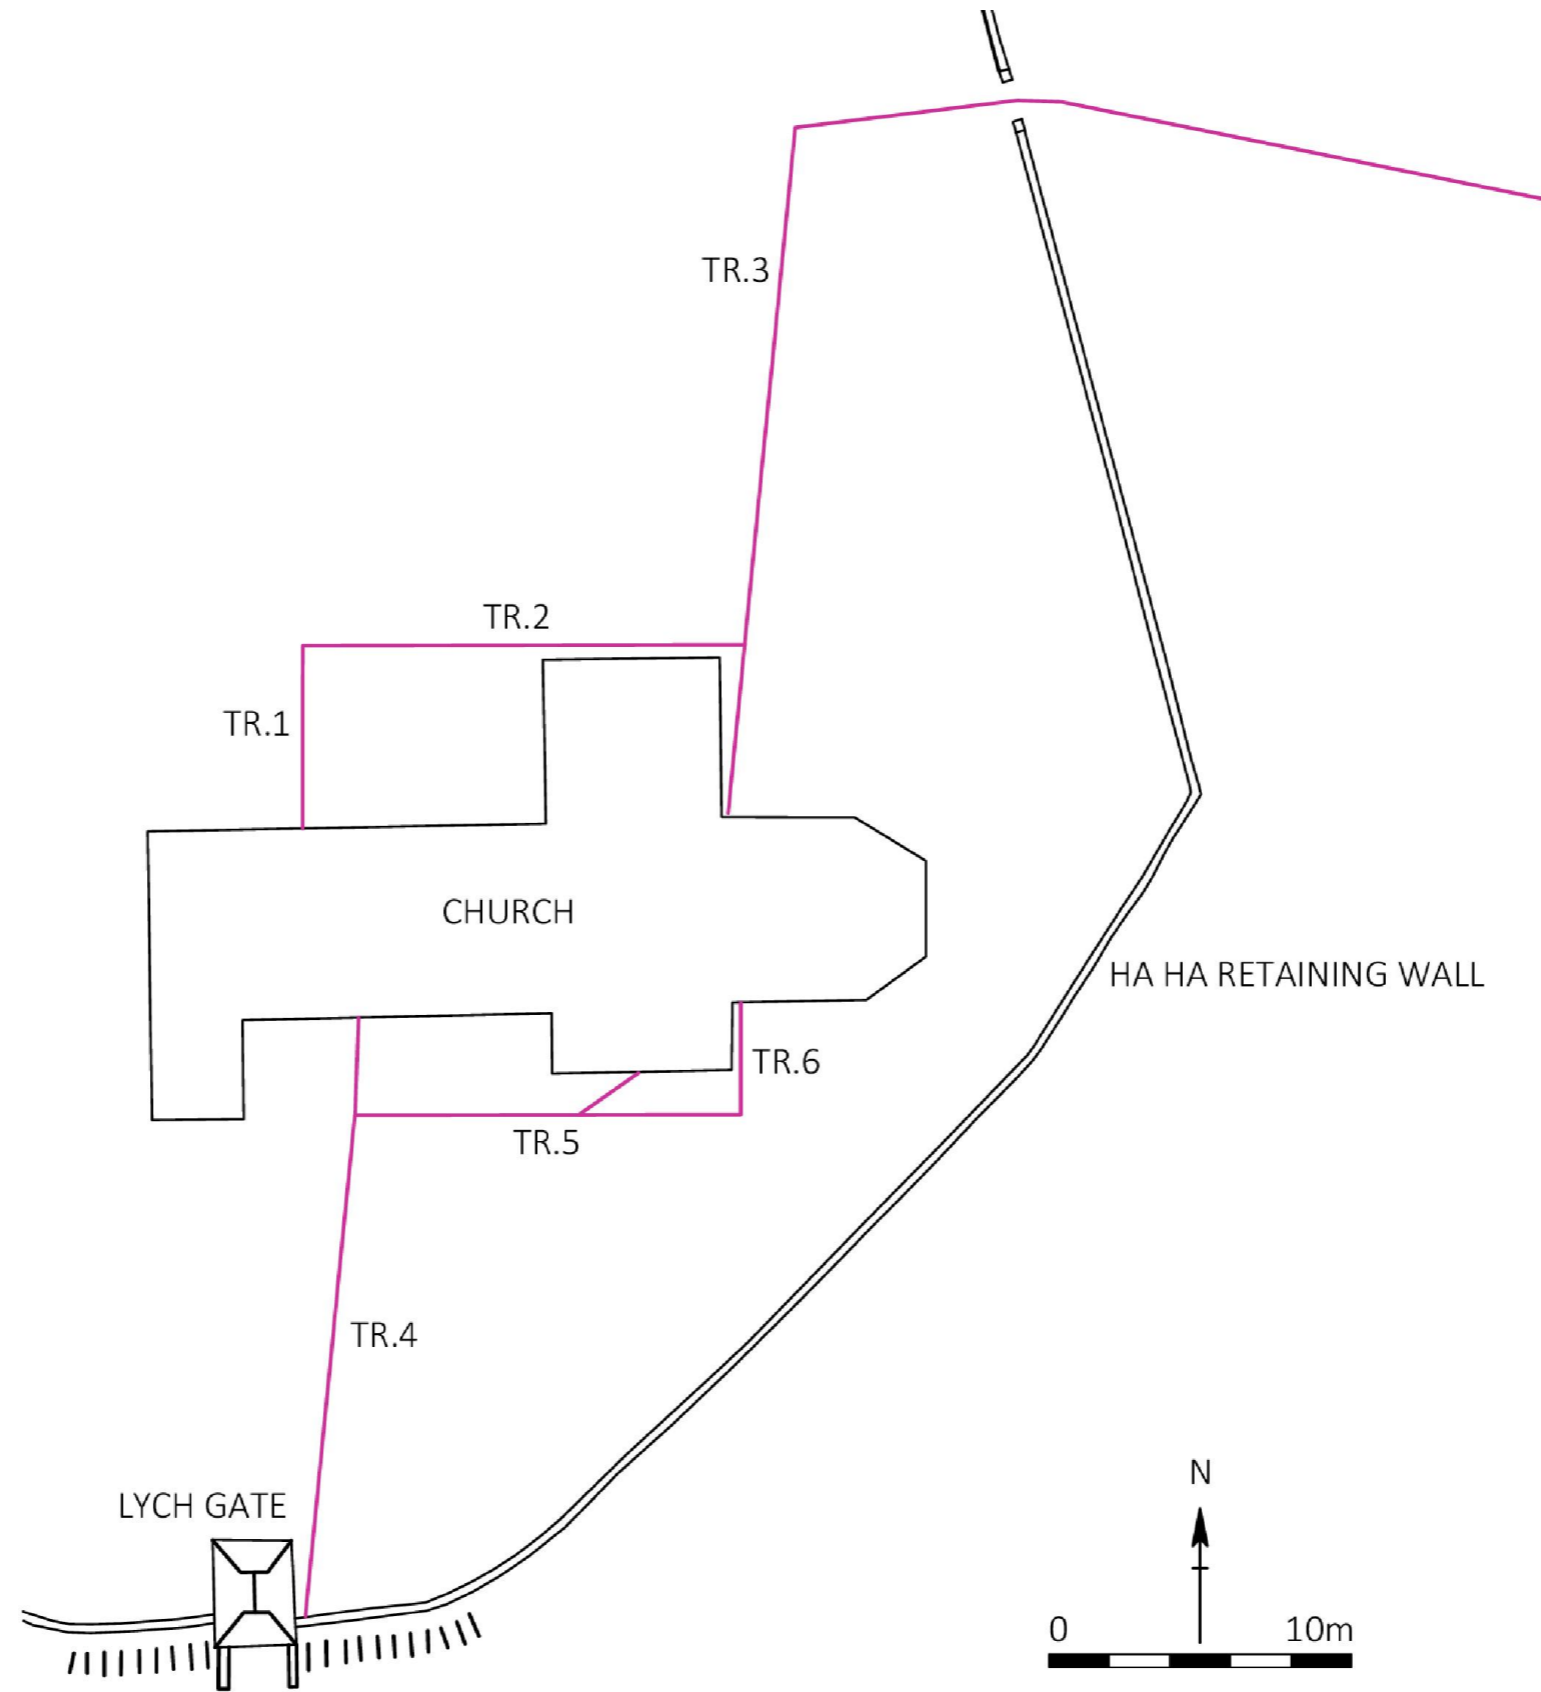 TR.3
TR.2
TR.1
CHURCH
HA HA RETAINING WALL
TR.6
TR.5
TR.4
LYCH GATE
N
0 10m